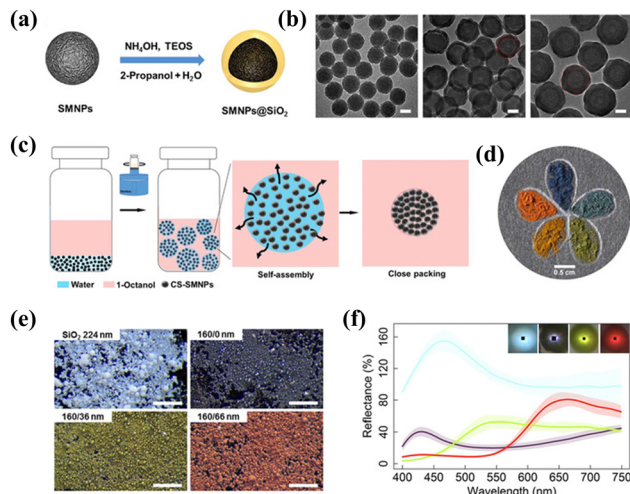 (a)
NH₄OH, TEOS
2-Propanol + H₂O
SMNPs
SMNPs@SiO₂
(b)
(c)
Water
1-Octanol
CS-SMNPs
Self-assembly
Close packing
(d)
0.5 cm
(e)
SiO₂ 224 nm
160/0 nm
160/36 nm
160/66 nm
(f)
Reflectance (%)
160
120
80
40
0
400 450 500 550 600 650 700 750
Wavelength (nm)